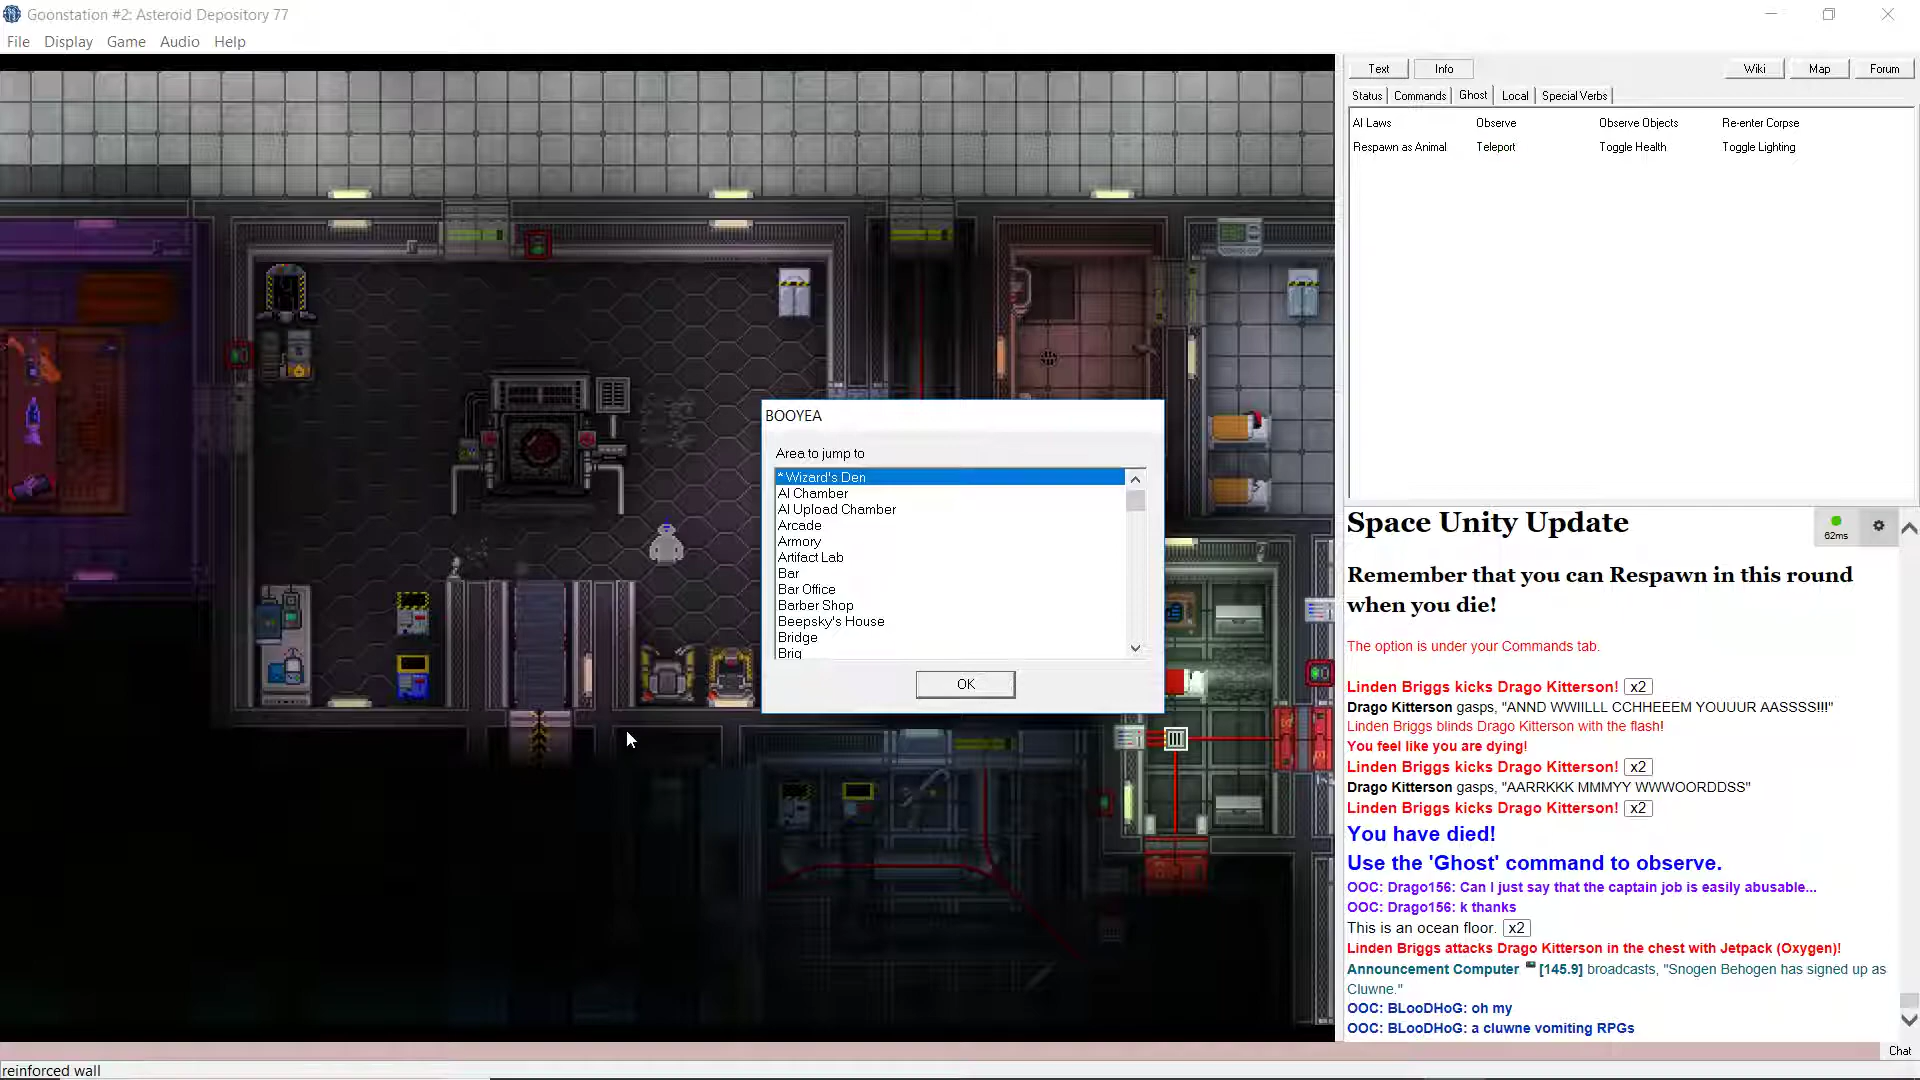 Goonstation #2: Asteroid Depository 77
File Display Game Audio Help
Text Info Wiki Map Forum
Status Commands Ghost Local Special Verbs
AI Laws Observe Observe Objects Re-enter Corpse
Respawn as Animal Teleport Toggle Health Toggle Lighting
BOOYEA
Area to jump to
* Wizard's Den
AI Chamber
AI Upload Chamber
Arcade
Armory
Artifact Lab
Bar
Bar Office
Barber Shop
Beepsky's House
Bridge
Brig
OK
Space Unity Update
62ms
Remember that you can Respawn in this round
when you die!
The option is under your Commands tab.
Linden Briggs kicks Drago Kitterson! x2
Drago Kitterson gasps, "ANND WWIILLL CCHHEEEM YOUUUR AASSSS!!!"
Linden Briggs blinds Drago Kitterson with the flash!
You feel like you are dying!
Linden Briggs kicks Drago Kitterson! x2
Drago Kitterson gasps, "AARRKKK MMMYY WWWOORDDSS"
Linden Briggs kicks Drago Kitterson! x2
You have died!
Use the 'Ghost' command to observe.
OOC: Drago156: Can I just say that the captain job is easily abusable...
OOC: Drago156: k thanks
This is an ocean floor. x2
Linden Briggs attacks Drago Kitterson in the chest with Jetpack (Oxygen)!
Announcement Computer [145.9] broadcasts, "Snogen Behogen has signed up as
Cluwne."
OOC: BLooDHoG: oh my
OOC: BLooDHoG: a cluwne vomiting RPGs
Chat
reinforced wall